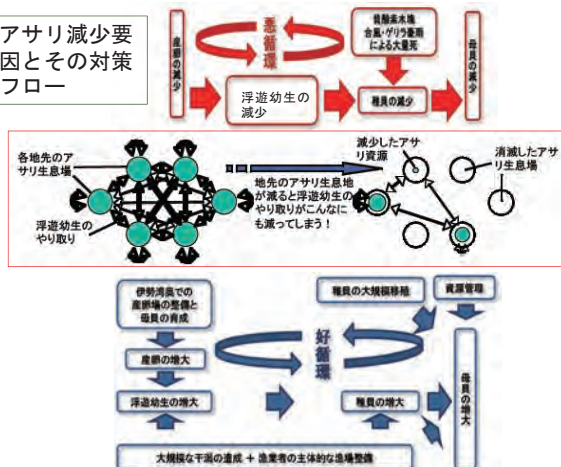 アサリ減少要
因とその対策
フロー
産卵の減少
悪循環
貧酸素水塊
台風・ゲリラ豪雨
による大量死
母貝の減少
浮遊幼生の
減少
稚貝の減少
各地先のア
サリ生息場
浮遊幼生の
やり取り
地先のアサリ生息地
が減ると浮遊幼生の
やり取りがこんなに
も減ってしまう！
減少したアサ
リ資源
消滅したアサ
リ生息場
伊勢湾奥での
産卵場の整備と
母貝の育成
稚貝の大規模移植
資源管理
好循環
産卵の増大
浮遊幼生の増大
稚貝の増大
母貝の増大
大規模な干潟の造成 + 漁業者の主体的な漁場整備